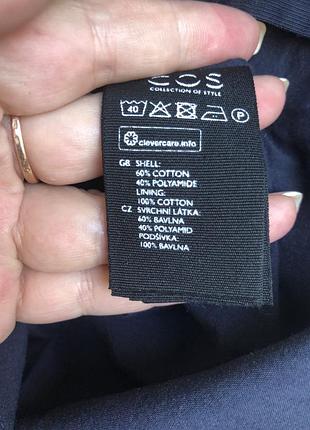 COS
COLLECTION OF STYLE
40 P
clevercare.info
GB SHELL:
60% COTTON
40% POLYAMIDE
LINING:
100% COTTON
CZ SVRCHNÍ LÁTKA:
60% BAVLNA
40% POLYAMID
PODŠÍVKA:
100% BAVLNA